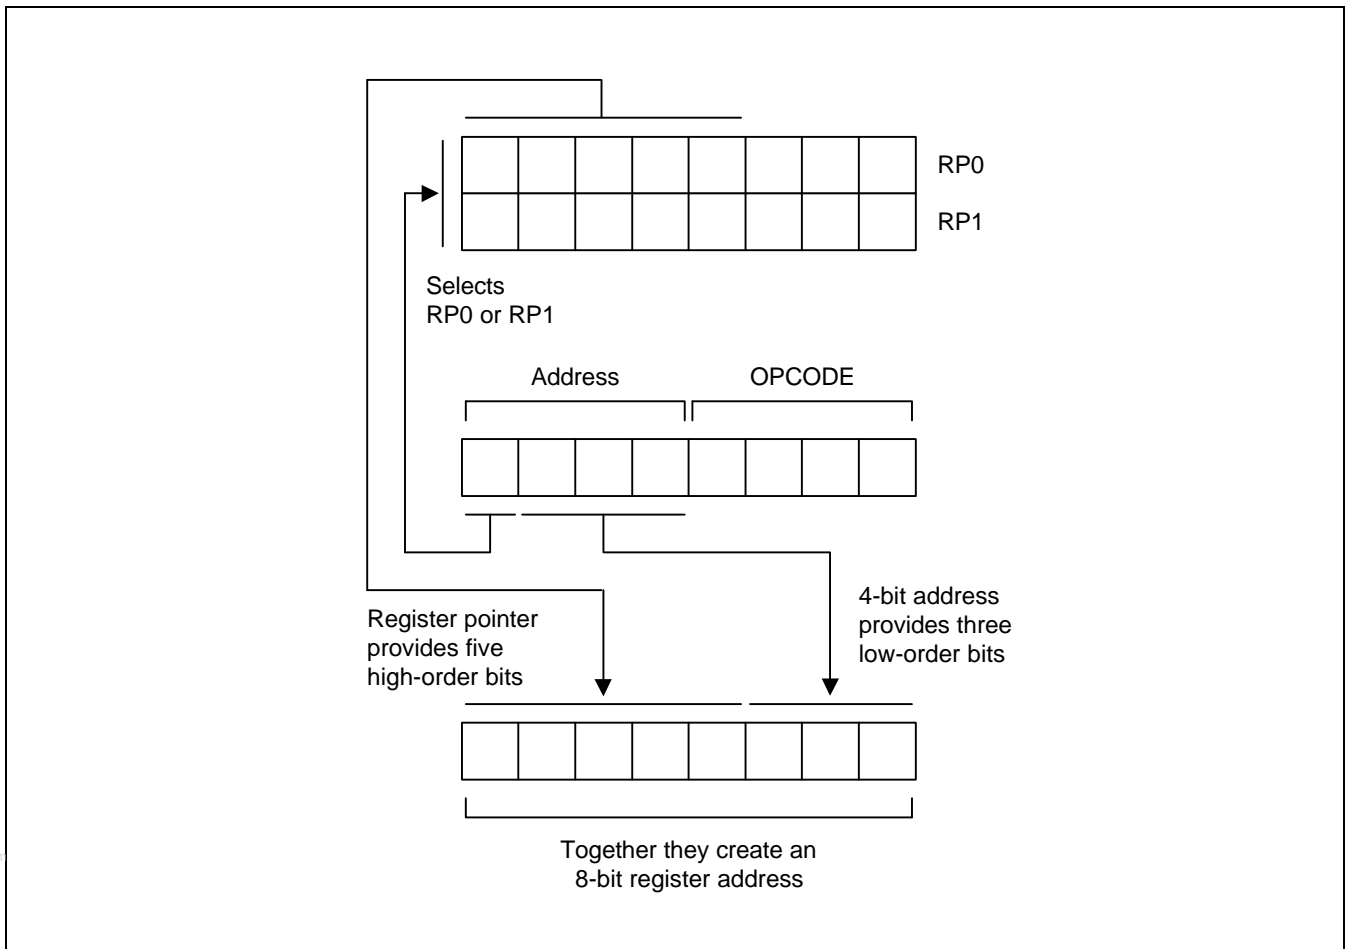 RP0
RP1
Selects
RP0 or RP1
Address
OPCODE
Register pointer
provides five
high-order bits
4-bit address
provides three
low-order bits
Together they create an
8-bit register address